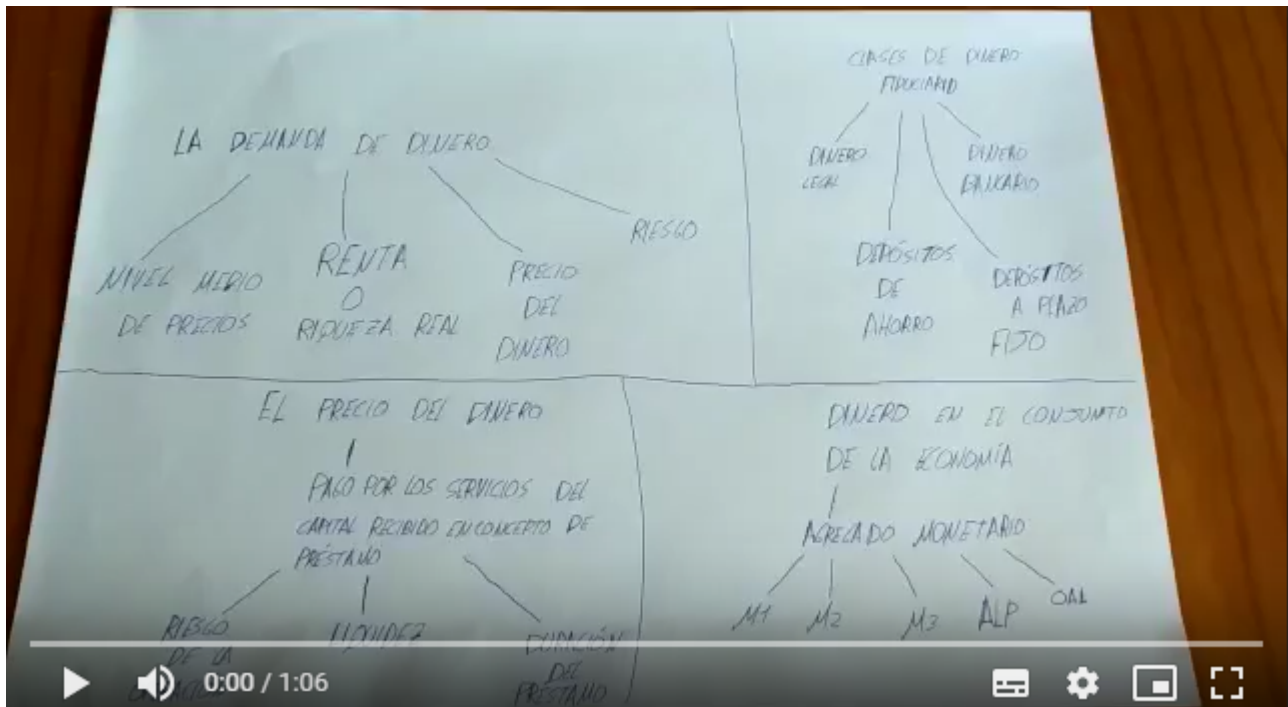 LA DEMANDA DE DINERO
NIVEL MEDIO
DE PRECIOS
RENTA
O
RIQUEZA REAL
PRECIO
DEL
DINERO
RIESGO
CLASES DE DINERO
FIDUCIARIO
DINERO
LEGAL
DEPÓSITOS
DE
AHORRO
DEPÓSITOS
A PLAZO
FIJO
DINERO
BANCARIO
EL PRECIO DEL DINERO
PAGO POR LOS SERVICIOS DEL
CAPITAL RECIBIDO EN CONCEPTO DE
PRÉSTAMO
RIESGO
DE LA
LIQUIDEZ
DURACIÓN
DEL
PRÉSTAMO
DINERO EN EL CONJUNTO
DE LA ECONOMÍA
AGREGADO MONETARIO
M1
M2
M3
ALP
0:00 / 1:06